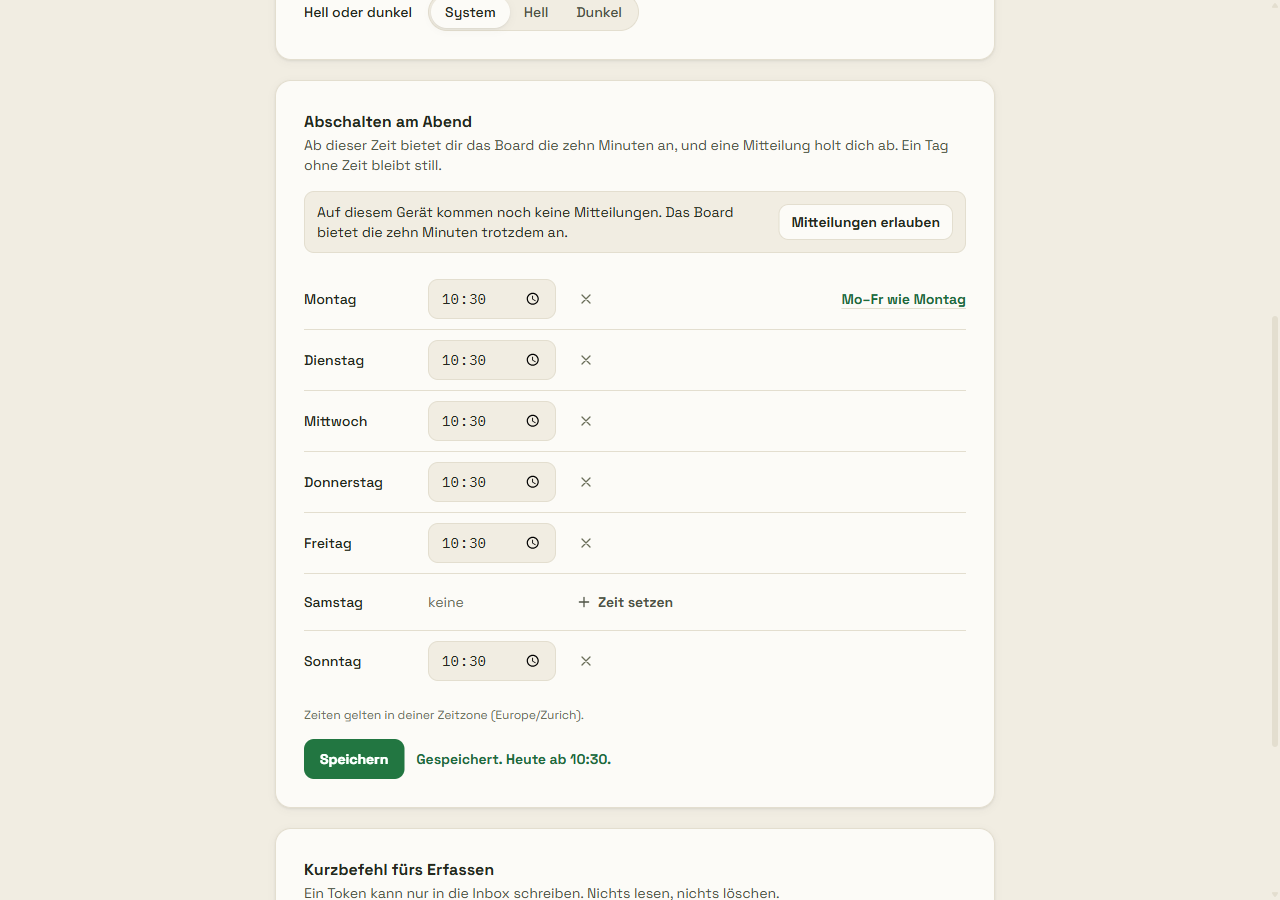 Hell oder dunkel System Hell Dunkel
Abschalten am Abend
Ab dieser Zeit bietet dir das Board die zehn Minuten an, und eine Mitteilung holt dich ab. Ein Tag
ohne Zeit bleibt still.
Auf diesem Gerät kommen noch keine Mitteilungen. Das Board
bietet die zehn Minuten trotzdem an.
Mitteilungen erlauben
Montag 10:30 Mo–Fr wie Montag
Dienstag 10:30
Mittwoch 10:30
Donnerstag 10:30
Freitag 10:30
Samstag keine Zeit setzen
Sonntag 10:30
Zeiten gelten in deiner Zeitzone (Europe/Zurich).
Speichern Gespeichert. Heute ab 10:30.
Kurzbefehl fürs Erfassen
Ein Token kann nur in die Inbox schreiben. Nichts lesen, nichts löschen.